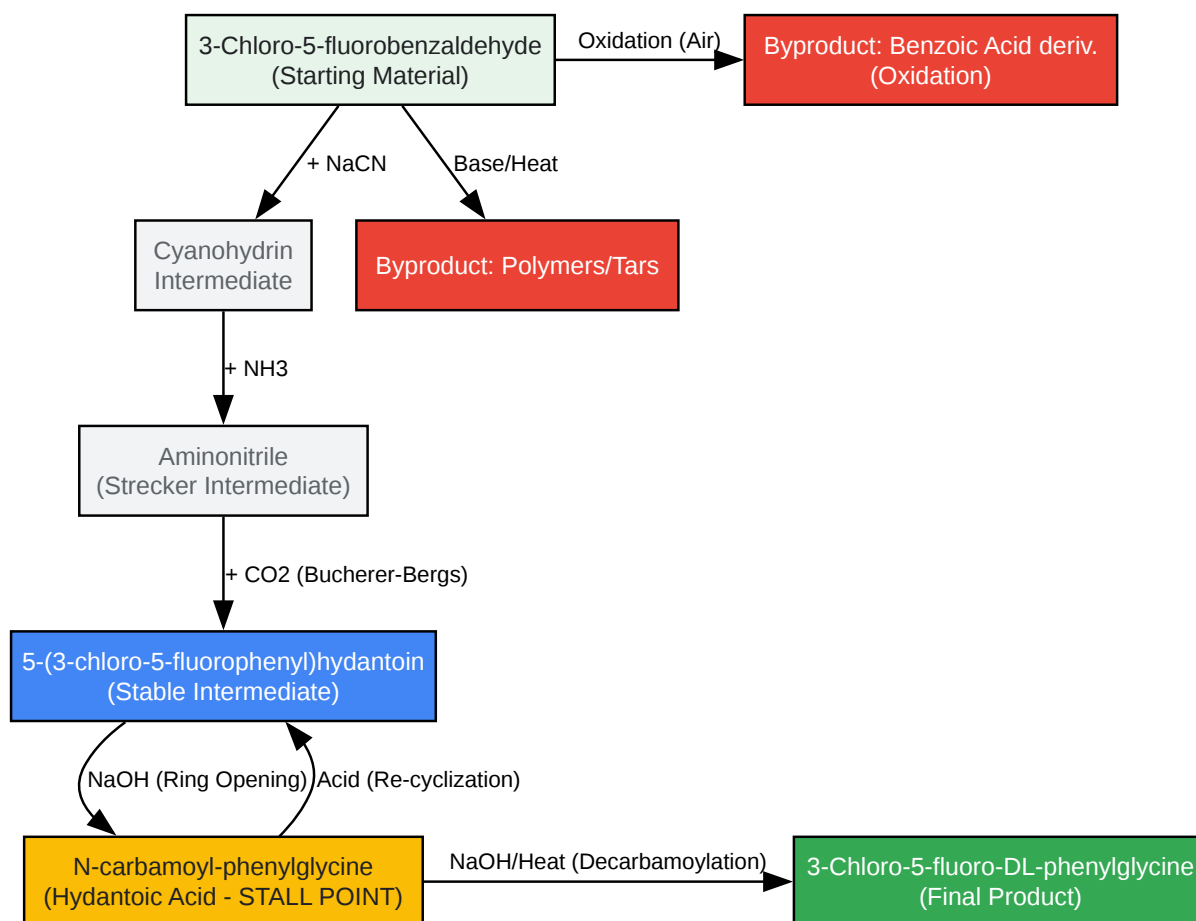 3-Chloro-5-fluorobenzaldehyde
(Starting Material)
Oxidation (Air)
Byproduct: Benzoic Acid deriv.
(Oxidation)
+ NaCN
Base/Heat
Cyanohydrin
Intermediate
Byproduct: Polymers/Tars
+ NH3
Aminonitrile
(Strecker Intermediate)
+ CO2 (Bucherer-Bergs)
5-(3-chloro-5-fluorophenyl)hydantoin
(Stable Intermediate)
NaOH (Ring Opening)
Acid (Re-cyclization)
N-carbamoyl-phenylglycine
(Hydantoic Acid - STALL POINT)
NaOH/Heat (Decarbamoylation)
3-Chloro-5-fluoro-DL-phenylglycine
(Final Product)